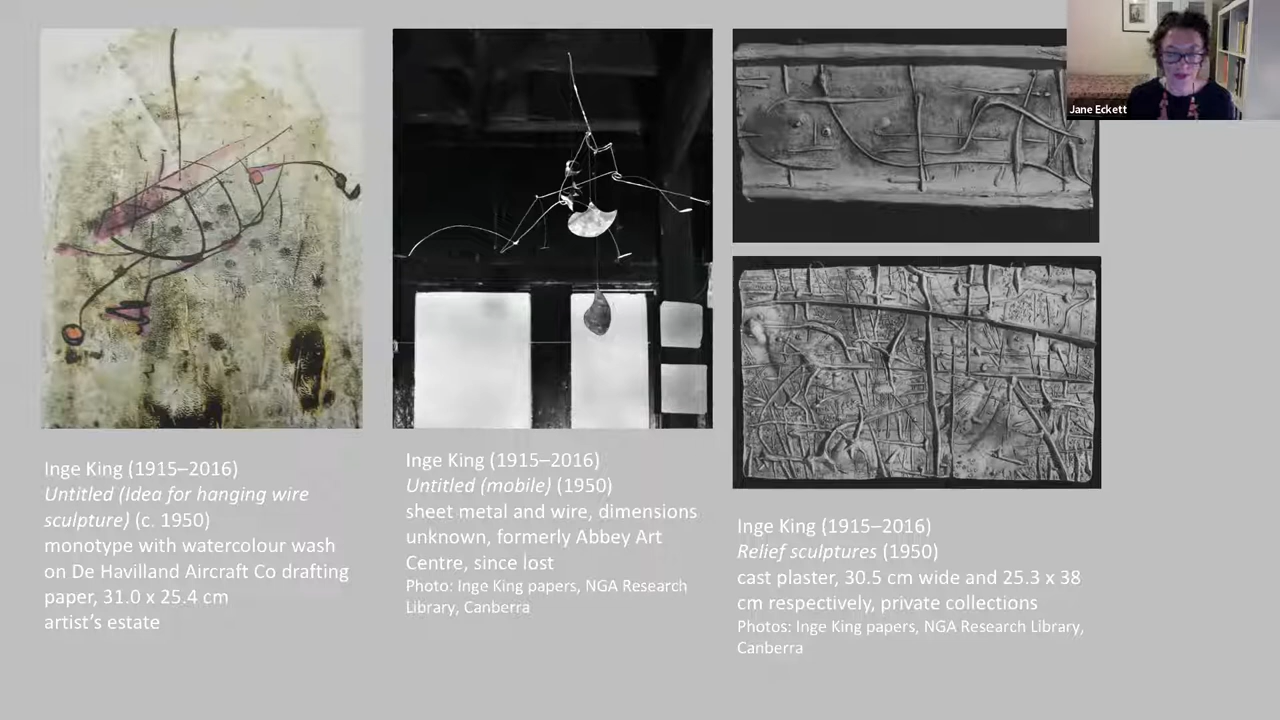 Jane Eckett
Inge King (1915–2016)
Untitled (Idea for hanging wire
sculpture) (c. 1950)
monotype with watercolour wash
on De Havilland Aircraft Co drafting
paper, 31.0 x 25.4 cm
artist’s estate
Inge King (1915–2016)
Untitled (mobile) (1950)
sheet metal and wire, dimensions
unknown, formerly Abbey Art
Centre, since lost
Photo: Inge King papers, NGA Research
Library, Canberra
Inge King (1915–2016)
Relief sculptures (1950)
cast plaster, 30.5 cm wide and 25.3 x 38
cm respectively, private collections
Photos: Inge King papers, NGA Research Library,
Canberra